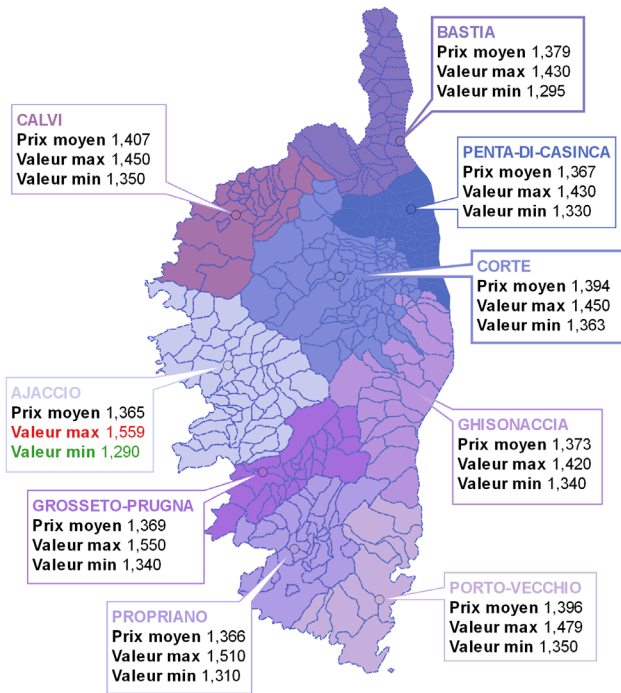 BASTIA
Prix moyen 1,379
Valeur max 1,430
Valeur min 1,295
CALVI
Prix moyen 1,407
Valeur max 1,450
Valeur min 1,350
PENTA-DI-CASINCA
Prix moyen 1,367
Valeur max 1,430
Valeur min 1,330
CORTE
Prix moyen 1,394
Valeur max 1,450
Valeur min 1,363
AJACCIO
Prix moyen 1,365
Valeur max 1,559
Valeur min 1,290
GHISONACCIA
Prix moyen 1,373
Valeur max 1,420
Valeur min 1,340
GROSSETO-PRUGNA
Prix moyen 1,369
Valeur max 1,550
Valeur min 1,340
PORTO-VECCHIO
Prix moyen 1,396
Valeur max 1,479
Valeur min 1,350
PROPRIANO
Prix moyen 1,366
Valeur max 1,510
Valeur min 1,310